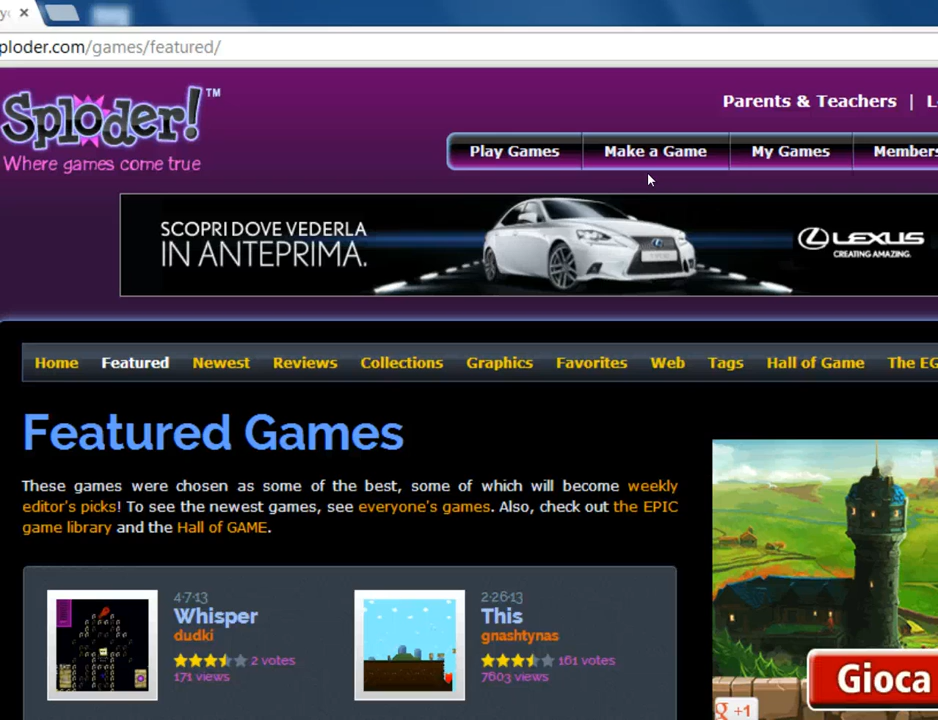 ploder.com/games/featured/
Sploder!™
Where games come true
Parents & Teachers | L
Play Games Make a Game My Games Members
SCOPRI DOVE VEDERLA
IN ANTEPRIMA.
LEXUS
CREATING AMAZING.
Home Featured Newest Reviews Collections Graphics Favorites Web Tags Hall of Game The EG
Featured Games
These games were chosen as some of the best, some of which will become weekly
editor's picks! To see the newest games, see everyone's games. Also, check out the EPIC
game library and the Hall of GAME.
4·7·13
Whisper
dudki
2 votes
171 views
2·26·13
This
gnashtynas
161 votes
7603 views
Gioca
g +1